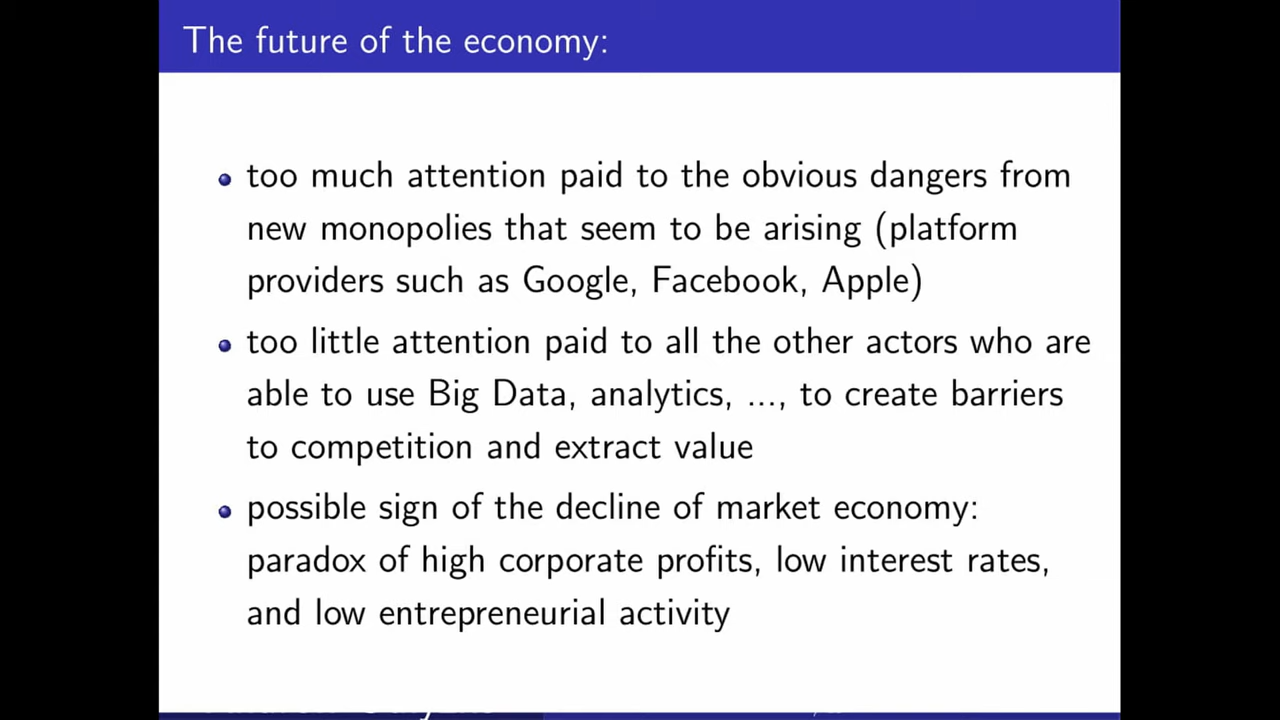 The future of the economy:
too much attention paid to the obvious dangers from
new monopolies that seem to be arising (platform
providers such as Google, Facebook, Apple)
too little attention paid to all the other actors who are
able to use Big Data, analytics, ..., to create barriers
to competition and extract value
possible sign of the decline of market economy:
paradox of high corporate profits, low interest rates,
and low entrepreneurial activity